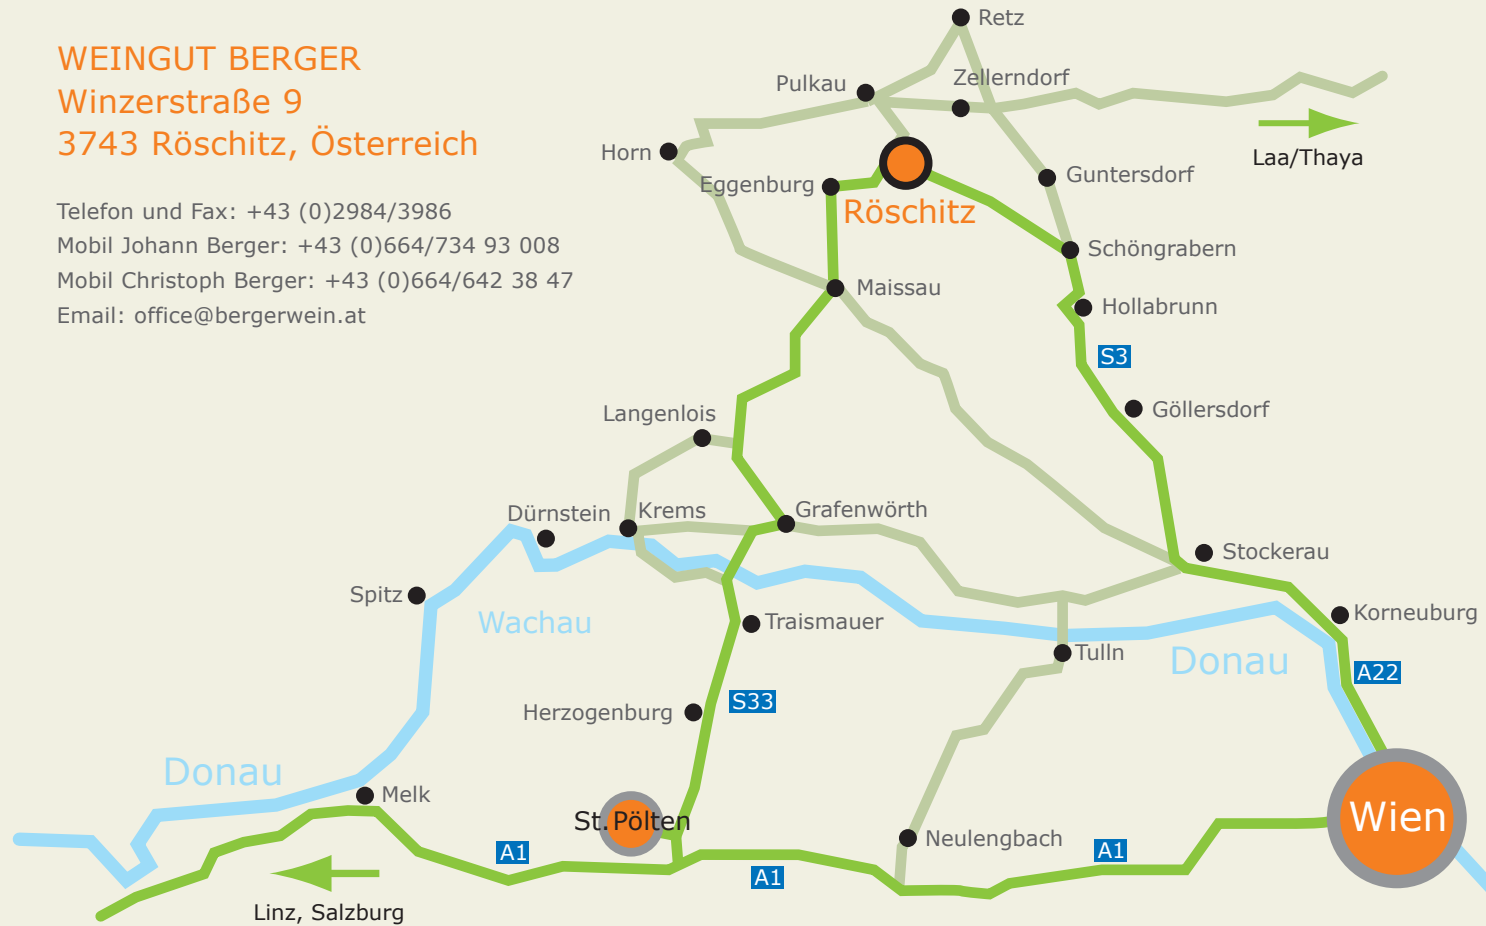 WEINGUT BERGER
Winzerstraße 9
3743 Röschitz, Österreich
Telefon und Fax: +43 (0)2984/3986
Mobil Johann Berger: +43 (0)664/734 93 008
Mobil Christoph Berger: +43 (0)664/642 38 47
Email: office@bergerwein.at
Retz
Pulkau
Zellerndorf
Laa/Thaya
Horn
Eggenburg
Guntersdorf
Röschitz
Schöngrabern
Maissau
Hollabrunn
S3
Göllersdorf
Langenlois
Dürnstein
Krems
Grafenwörth
Stockerau
Spitz
Wachau
Traismauer
Korneuburg
Tulln
Donau
A22
S33
Herzogenburg
Donau
Melk
St.Pölten
Wien
Neulengbach
A1
A1
A1
Linz, Salzburg